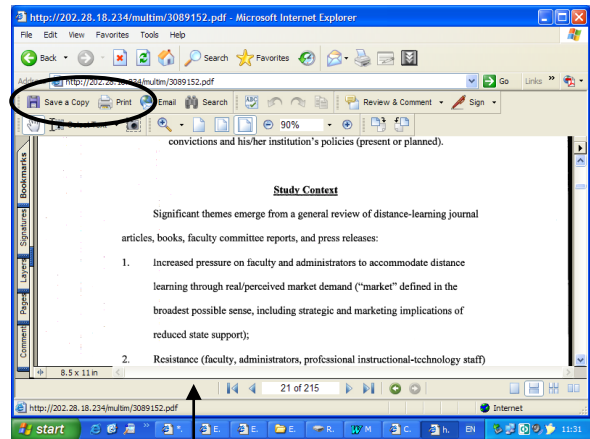 http://202.28.18.234/multim/3089152.pdf - Microsoft Internet Explorer
File Edit View Favorites Tools Help
Back Search Favorites
http://202.28.18.234/multim/3089152.pdf Go Links »
Save a Copy Print Email Search Review & Comment Sign
Select Text 90%
convictions and his/her institution's policies (present or planned).
Study Context
Significant themes emerge from a general review of distance-learning journal
articles, books, faculty committee reports, and press releases:
1. Increased pressure on faculty and administrators to accommodate distance
learning through real/perceived market demand ("market" defined in the
broadest possible sense, including strategic and marketing implications of
reduced state support);
2. Resistance (faculty, administrators, professional instructional-technology staff)
Bookmarks
Signatures
Layers
Pages
Comment
8.5 x 11 in
21 of 215
http://202.28.18.234/multim/3089152.pdf Internet
start » E. E. E. R. W M C. h. EN 11:31